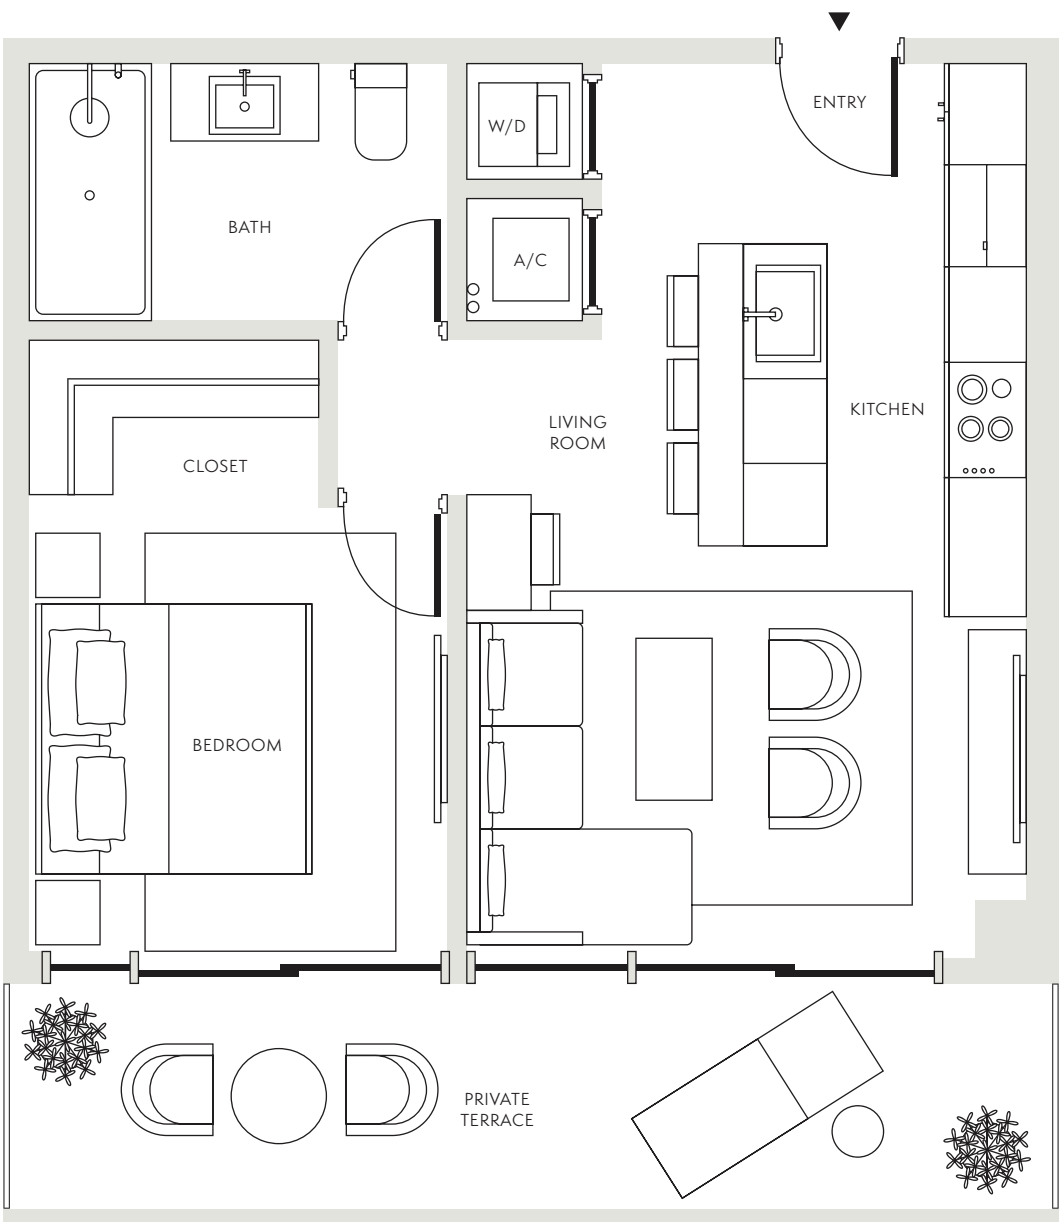 ENTRY
W/D
BATH
A/C
LIVING
ROOM
KITCHEN
CLOSET
BEDROOM
PRIVATE
TERRACE